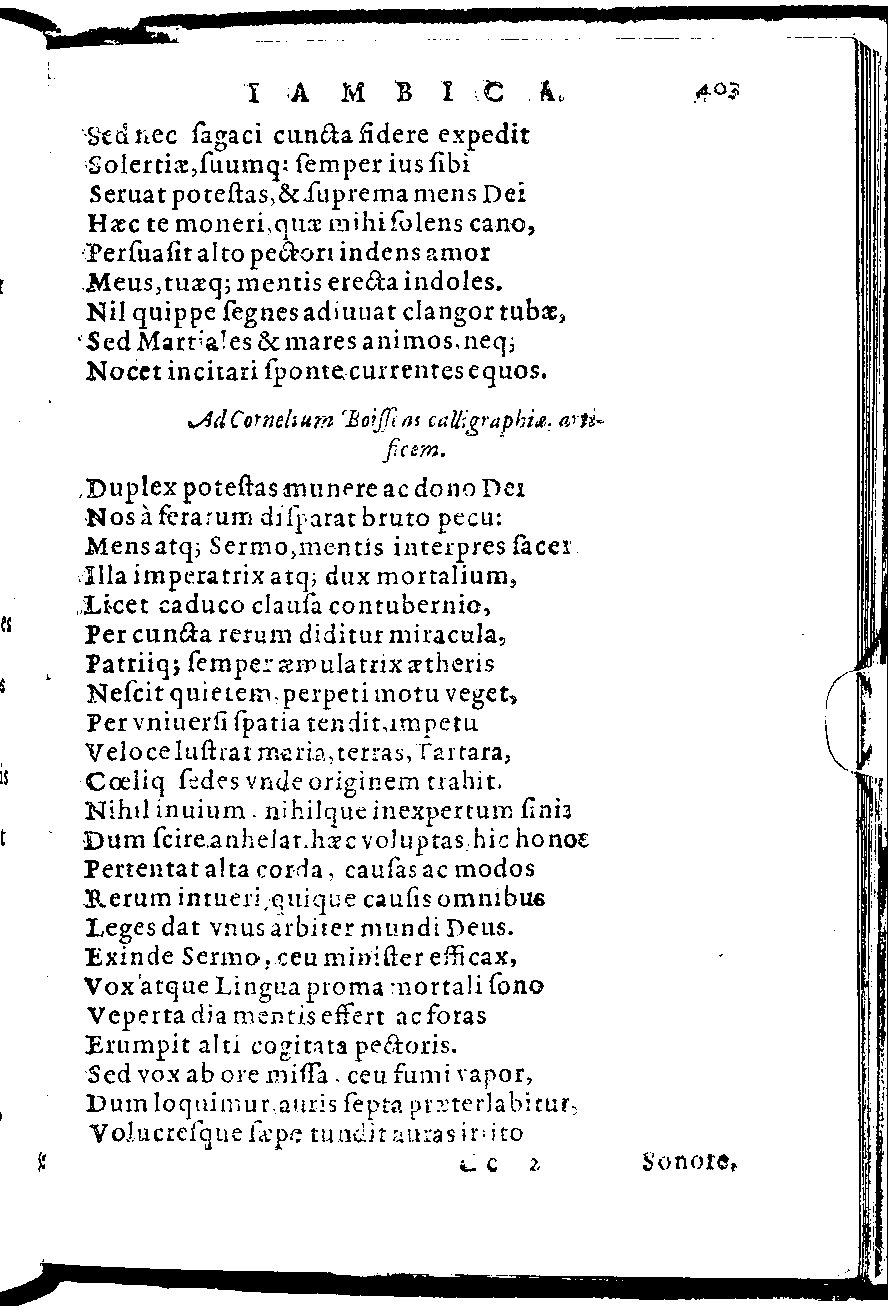 IAMBICA. 403
Sed nec ſagaci cuncta fidere expedit
Solertiæ, ſuumq; ſemper ius ſibi
Seruat poteſtas, & ſuprema mens Dei
Hæc te moneri, quæ mihi ſolens cano,
Perſuaſit alto pectori indens amor
Meus, tuæq; mentis erecta indoles.
Nil quippe ſegnes adiuuat clangor tubæ,
Sed Martiales & mares animos, neq;
Nocet incitari ſponte currentes equos.
Ad Cornelium Boiſſi as calligraphiæ arti-
ficem.
Duplex poteſtas munere ac dono Dei
Nos à ferarum diſparat bruto pecu:
Mens atq; Sermo, mentis interpres ſacer
Illa imperatrix atq; dux mortalium,
Licet caduco clauſa contubernio,
Per cuncta rerum diditur miracula,
Patriiq; ſemper æmulatrix ætheris
Neſcit quietem, perpeti motu veget,
Per vniuerſi ſpatia tendit, impetu
Veloce luſtrat maria, terras, Tartara,
Cœliq ſedes vnde originem trahit.
Nihil inuium, nihilque inexpertum ſinit
Dum ſcire anhelat. hæc voluptas, hic honos
Pertentat alta corda, cauſas ac modos
Rerum intueri, quique cauſis omnibus
Leges dat vnus arbiter mundi Deus.
Exinde Sermo, ceu miniſter efficax,
Vox atque Lingua proma mortali ſono
Veperta dia mentis effert ac foras
Erumpit alti cogitata pectoris.
Sed vox ab ore miſſa, ceu fumi vapor,
Dum loquimur, auris ſepta præterlabitur,
Volucreſque ſæpe tundit auras irrito
Cc 2 Sonore,